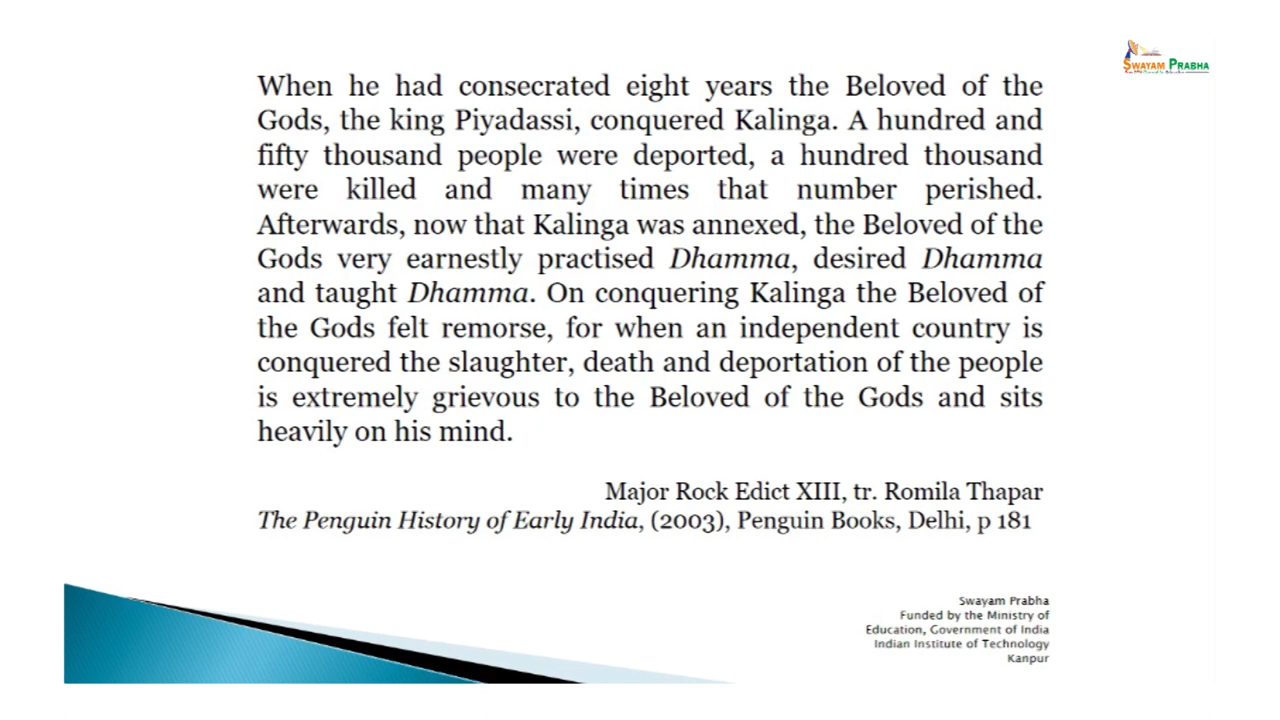 SWAYAM PRABHA
When he had consecrated eight years the Beloved of the
Gods, the king Piyadassi, conquered Kalinga. A hundred and
fifty thousand people were deported, a hundred thousand
were killed and many times that number perished.
Afterwards, now that Kalinga was annexed, the Beloved of the
Gods very earnestly practised Dhamma, desired Dhamma
and taught Dhamma. On conquering Kalinga the Beloved of
the Gods felt remorse, for when an independent country is
conquered the slaughter, death and deportation of the people
is extremely grievous to the Beloved of the Gods and sits
heavily on his mind.
Major Rock Edict XIII, tr. Romila Thapar
The Penguin History of Early India, (2003), Penguin Books, Delhi, p 181
Swayam Prabha
Funded by the Ministry of
Education, Government of India
Indian Institute of Technology
Kanpur